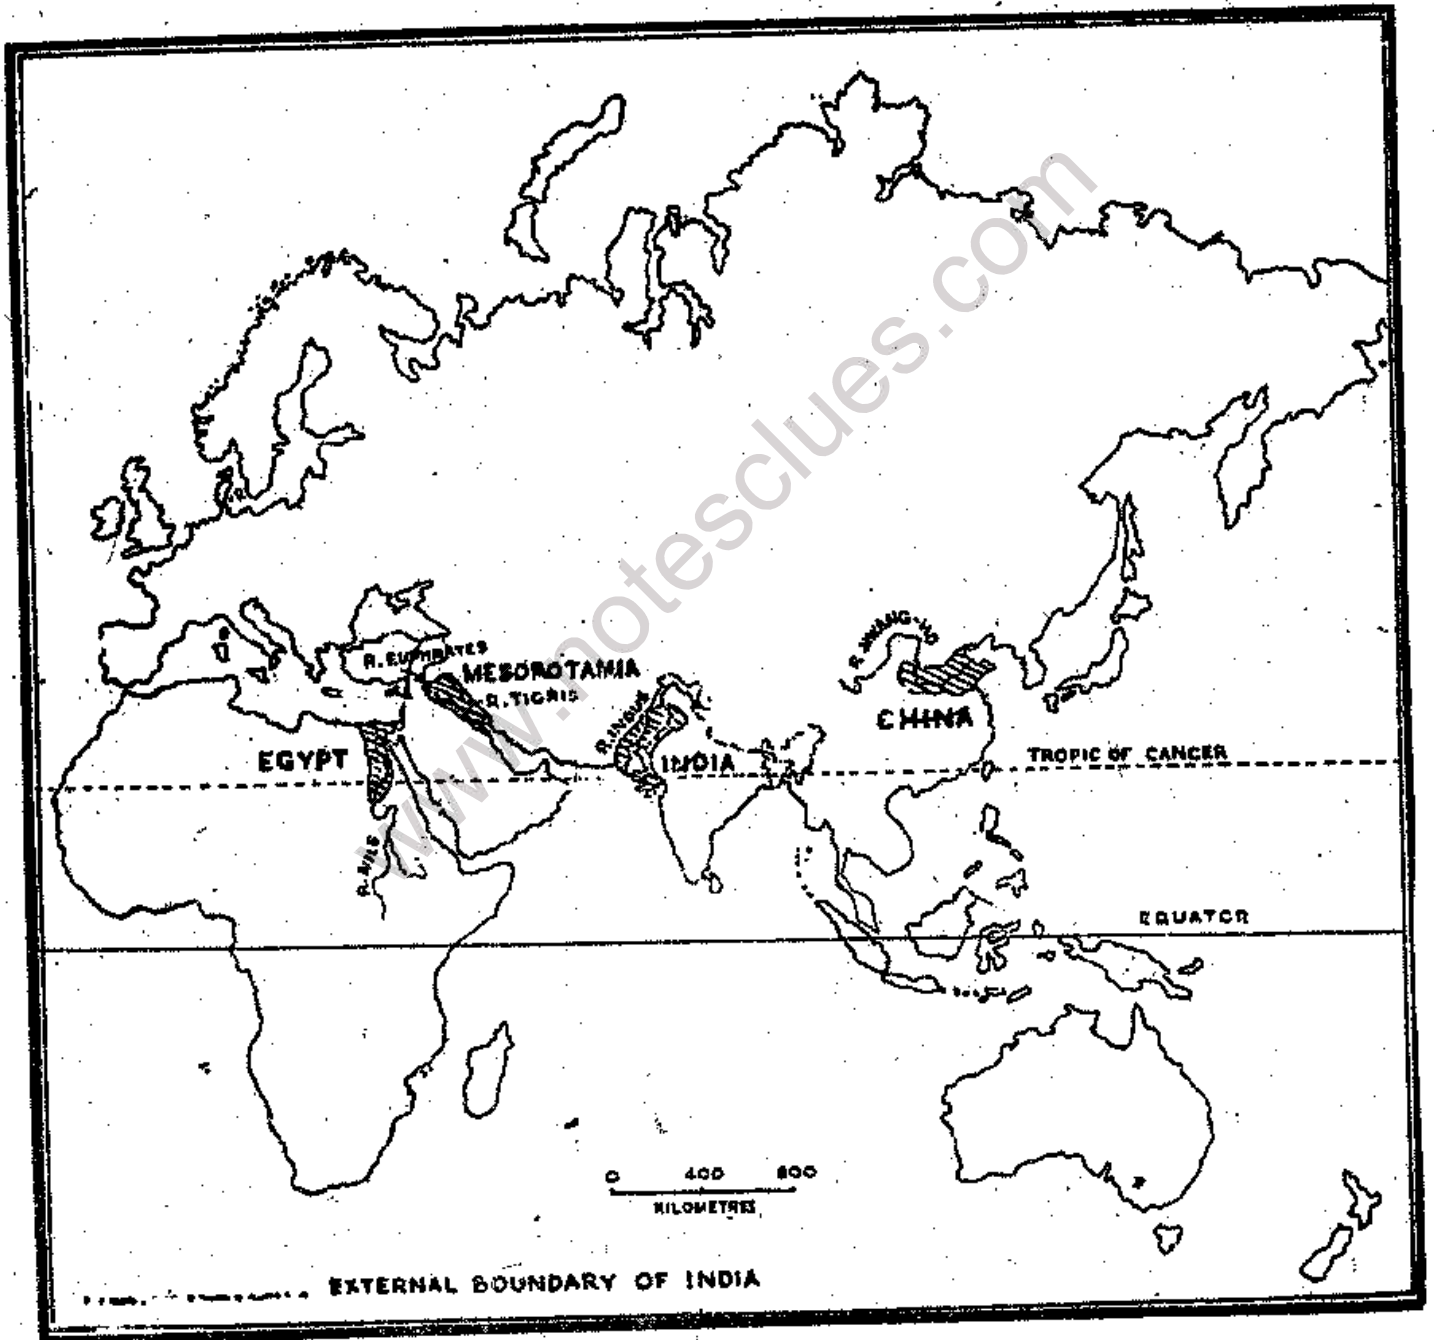 R. HWANG-HO
R. EUPHRATES
MESOROTAMIA
R. TIGRIS
R. INDUS
CHINA
EGYPT
INDIA
TROPIC OF CANCER
R. NILE
EQUATOR
0 400 800
KILOMETRES
EXTERNAL BOUNDARY OF INDIA
www.notesclues.com